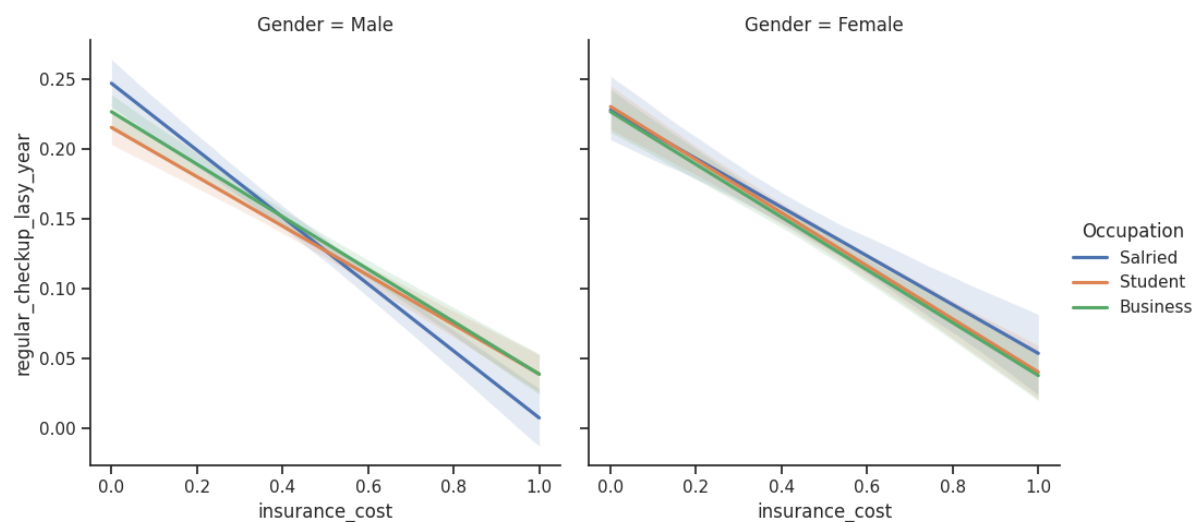 Gender = Male
Gender = Female
regular_checkup_lasy_year
0.25
0.20
0.15
0.10
0.05
0.00
0.0 0.2 0.4 0.6 0.8 1.0
0.0 0.2 0.4 0.6 0.8 1.0
insurance_cost
insurance_cost
Occupation
Salried
Student
Business